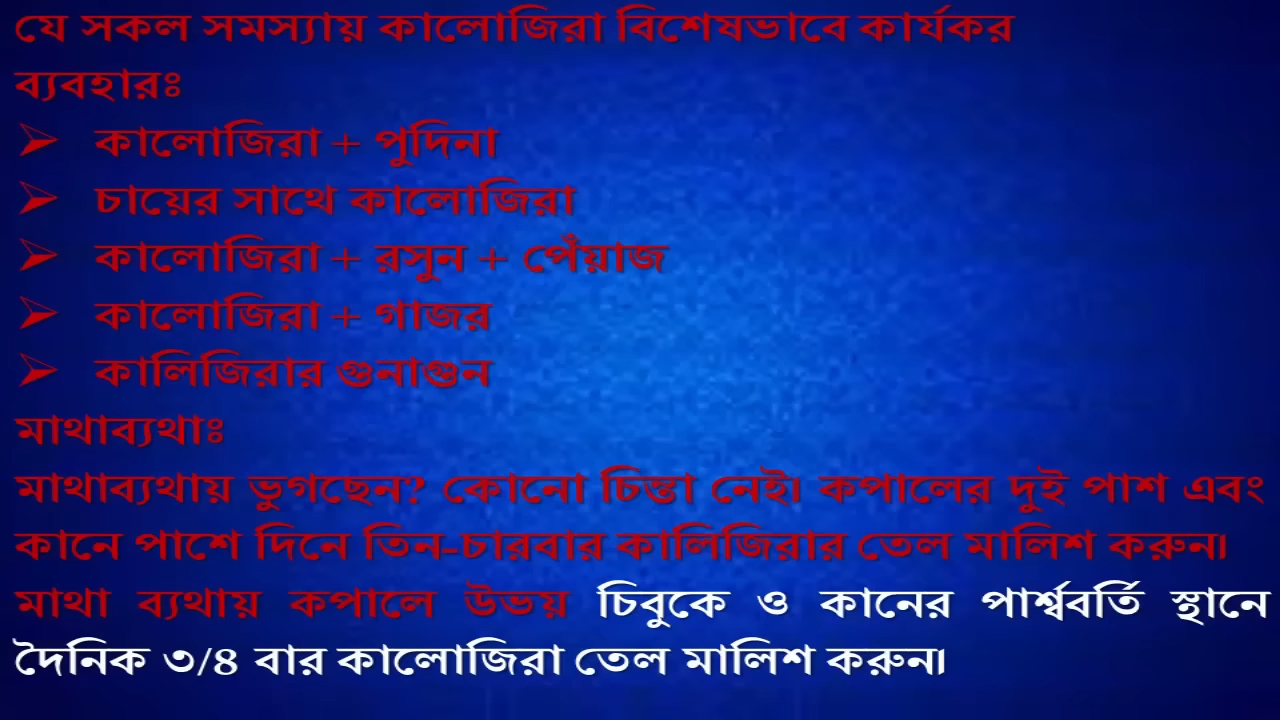 যে সকল সমস্যায় কালোজিরা বিশেষভাবে কার্যকর
ব্যবহারঃ
➢ কালোজিরা + পুদিনা
➢ চায়ের সাথে কালোজিরা
➢ কালোজিরা + রসুন + পেঁয়াজ
➢ কালোজিরা + গাজর
➢ কালিজিরার গুনাগুন
মাথাব্যথাঃ
মাথাব্যথায় ভুগছেন? কোনো চিন্তা নেই। কপালের দুই পাশ এবং
কানে পাশে দিনে তিন-চারবার কালিজিরার তেল মালিশ করুন।
মাথা ব্যথায় কপালে উভয় চিবুকে ও কানের পার্শ্ববর্তি স্থানে
দৈনিক ৩/৪ বার কালোজিরা তেল মালিশ করুন।